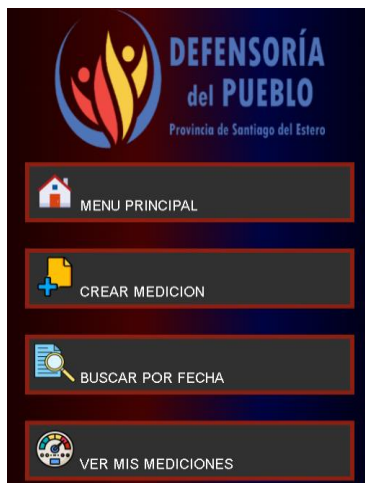 DEFENSORÍA
del PUEBLO
Provincia de Santiago del Estero
MENU PRINCIPAL
CREAR MEDICION
BUSCAR POR FECHA
VER MIS MEDICIONES